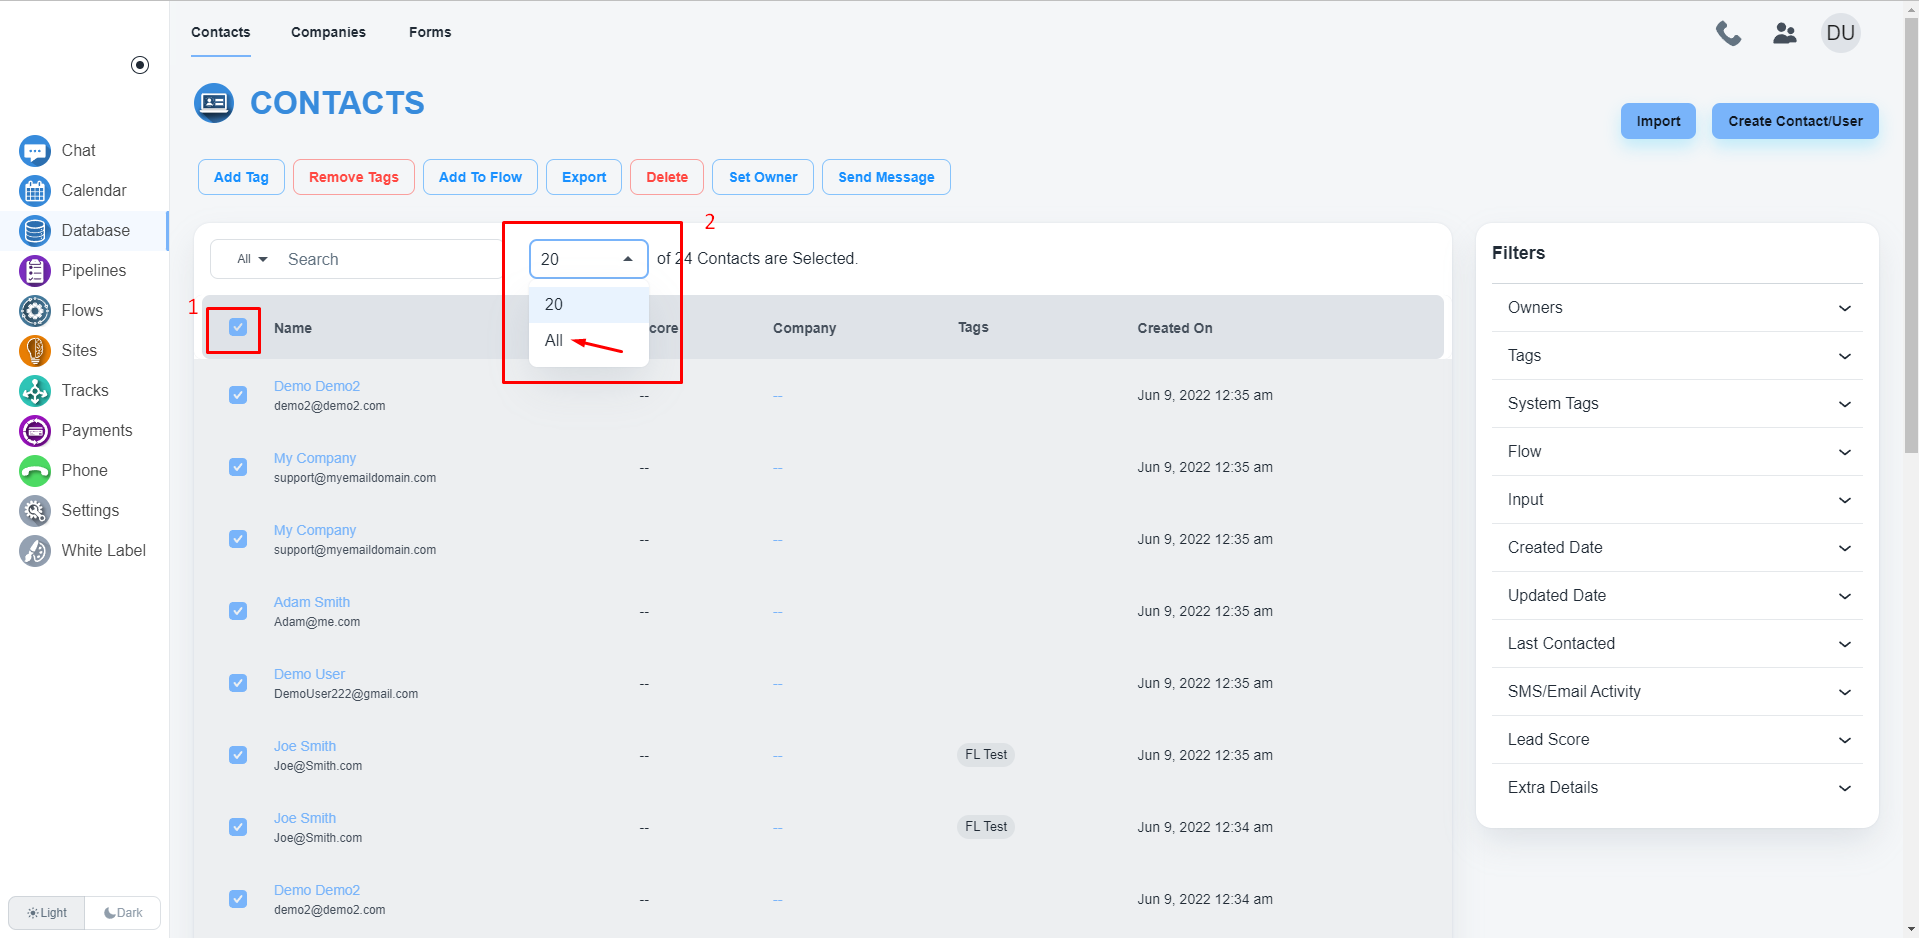 Contacts Companies Forms
DU
CONTACTS
Import Create Contact/User
Add Tag Remove Tags Add To Flow Export Delete Set Owner Send Message
Chat
Calendar
Database
Pipelines
Flows
Sites
Tracks
Payments
Phone
Settings
White Label
Light Dark
2
All Search 20 of 24 Contacts are Selected.
20
All
1
Name core Company Tags Created On
Demo Demo2
demo2@demo2.com -- -- Jun 9, 2022 12:35 am
My Company
support@myemaildomain.com -- -- Jun 9, 2022 12:35 am
My Company
support@myemaildomain.com -- -- Jun 9, 2022 12:35 am
Adam Smith
Adam@me.com -- -- Jun 9, 2022 12:35 am
Demo User
DemoUser222@gmail.com -- -- Jun 9, 2022 12:35 am
Joe Smith
Joe@Smith.com -- -- FL Test Jun 9, 2022 12:35 am
Joe Smith
Joe@Smith.com -- -- FL Test Jun 9, 2022 12:34 am
Demo Demo2
demo2@demo2.com -- -- Jun 9, 2022 12:34 am
Filters
Owners
Tags
System Tags
Flow
Input
Created Date
Updated Date
Last Contacted
SMS/Email Activity
Lead Score
Extra Details